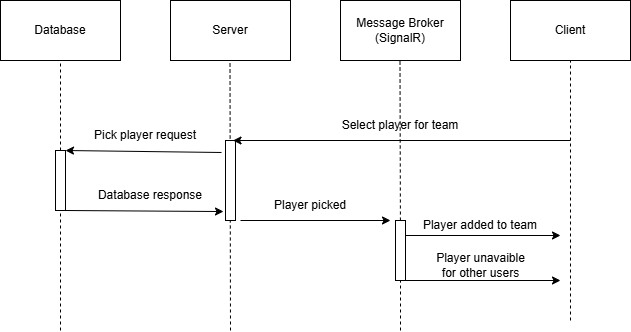 Database
Server
Message Broker
(SignalR)
Client
Select player for team
Pick player request
Database response
Player picked
Player added to team
Player unavaible
for other users